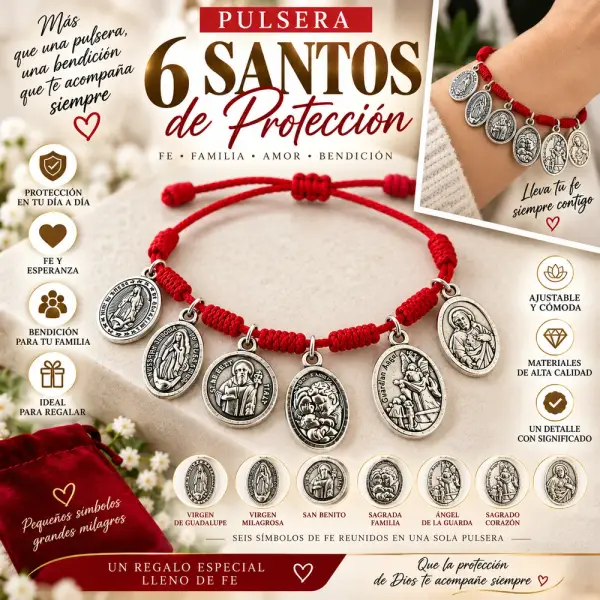 Más
que una pulsera,
una bendición
que te acompaña
siempre
PULSERA
6 SANTOS
de Protección
FE • FAMILIA • AMOR • BENDICIÓN
Lleva tu fe
siempre contigo
PROTECCIÓN
EN TU DÍA A DÍA
FE Y
ESPERANZA
BENDICIÓN
PARA TU FAMILIA
IDEAL
PARA REGALAR
AJUSTABLE
Y CÓMODA
MATERIALES
DE ALTA CALIDAD
UN DETALLE
CON SIGNIFICADO
Guardian Angel
Pequeños símbolos
grandes milagros
VIRGEN
DE GUADALUPE
VIRGEN
MILAGROSA
SAN BENITO
SAGRADA
FAMILIA
ÁNGEL
DE LA GUARDA
SAGRADO
CORAZÓN
SEIS SÍMBOLOS DE FE REUNIDOS EN UNA SOLA PULSERA
UN REGALO ESPECIAL
LLENO DE FE
Que la protección
de Dios te acompañe siempre